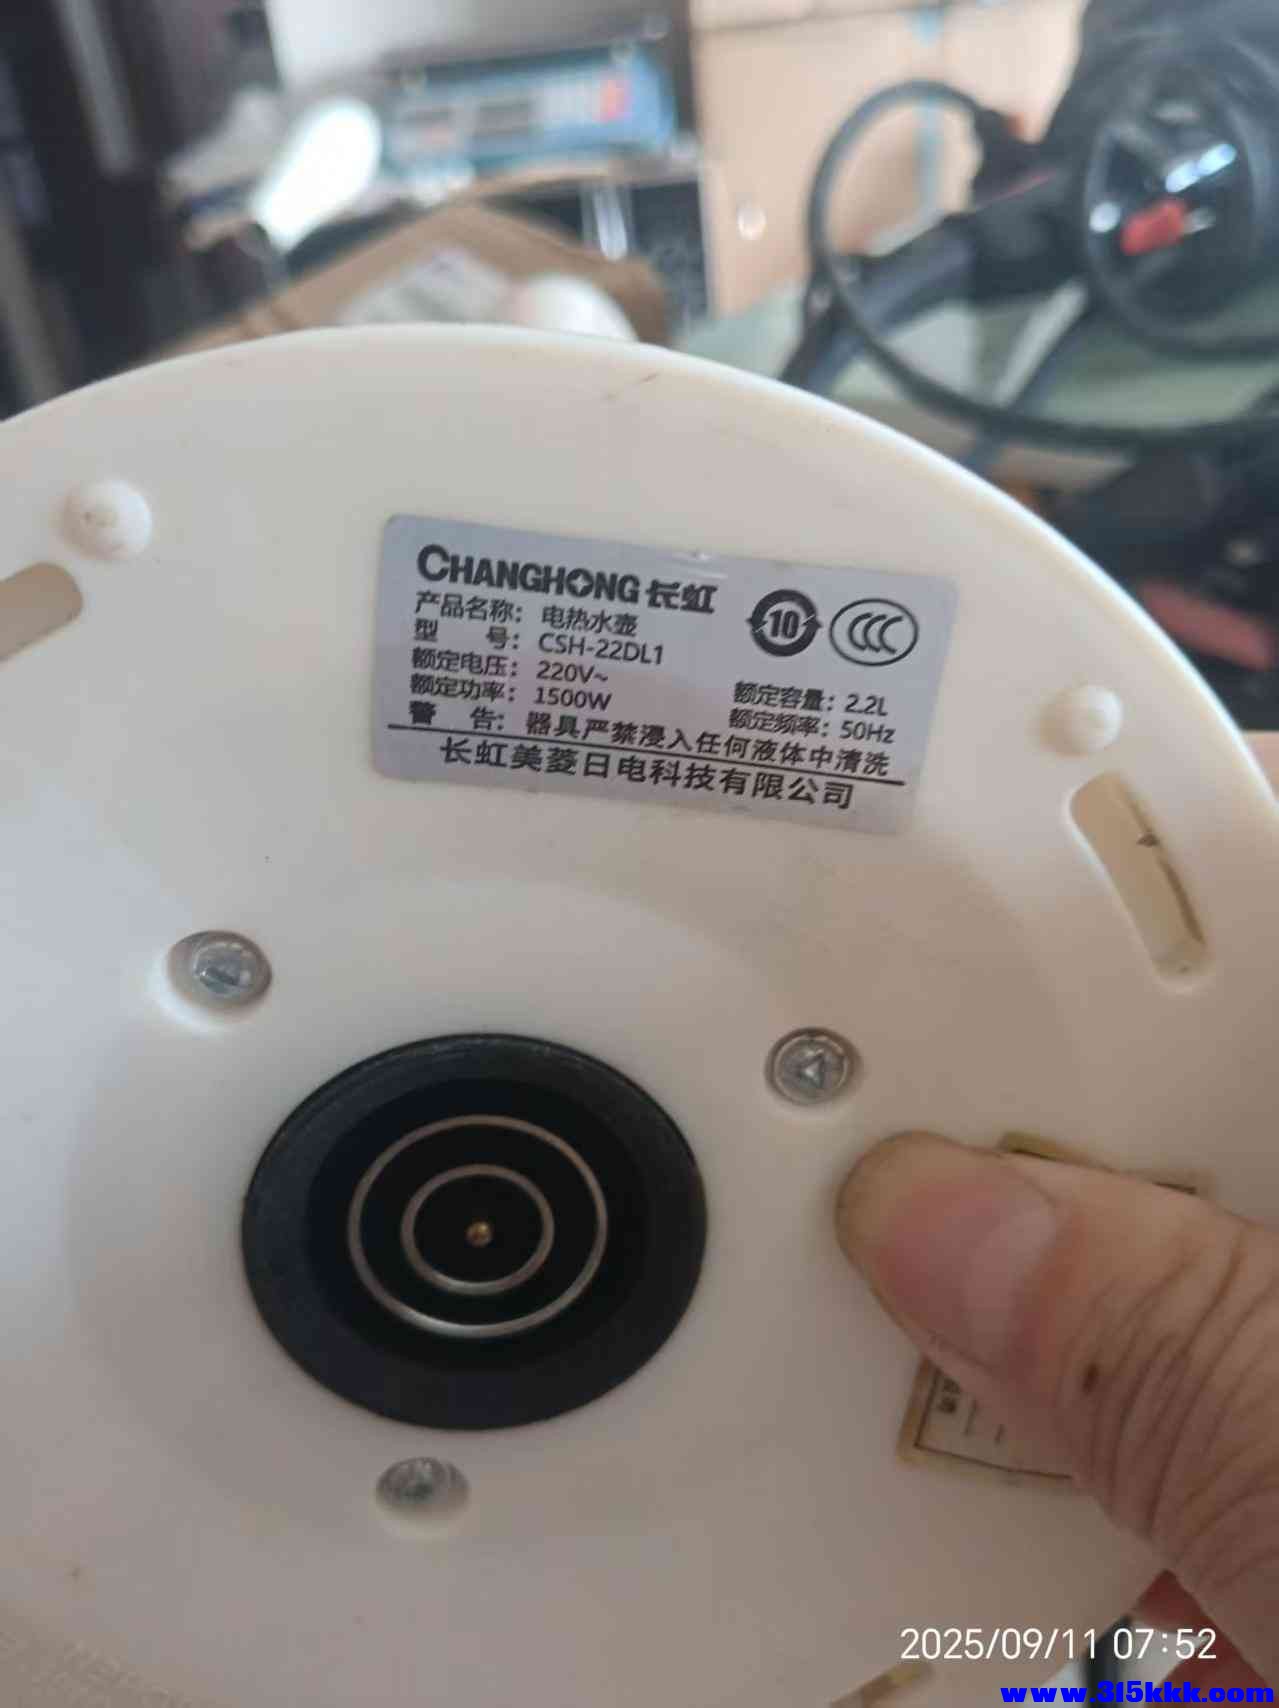 CHANGHONG 长虹
产品名称：电热水壶
型 号：CSH-22DL1
额定电压：220V~
额定功率：1500W
10
CCC
额定容量：2.2L
额定频率：50Hz
警 告：器具严禁浸入任何液体中清洗
长虹美菱日电科技有限公司
2025/09/11 07:52
www.315kkk.com